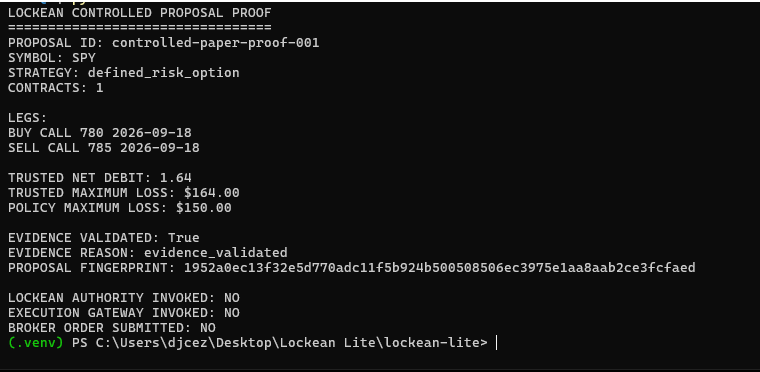 LOCKEAN CONTROLLED PROPOSAL PROOF
=================================
PROPOSAL ID: controlled-paper-proof-001
SYMBOL: SPY
STRATEGY: defined_risk_option
CONTRACTS: 1
LEGS:
BUY CALL 780 2026-09-18
SELL CALL 785 2026-09-18
TRUSTED NET DEBIT: 1.64
TRUSTED MAXIMUM LOSS: $164.00
POLICY MAXIMUM LOSS: $150.00
EVIDENCE VALIDATED: True
EVIDENCE REASON: evidence_validated
PROPOSAL FINGERPRINT: 1952a0ec13f32e5d770adc11f5b924b500508506ec3975e1aa8aab2ce3fcfaed
LOCKEAN AUTHORITY INVOKED: NO
EXECUTION GATEWAY INVOKED: NO
BROKER ORDER SUBMITTED: NO
(.venv) PS C:\Users\djcez\Desktop\Lockean Lite\lockean-lite>